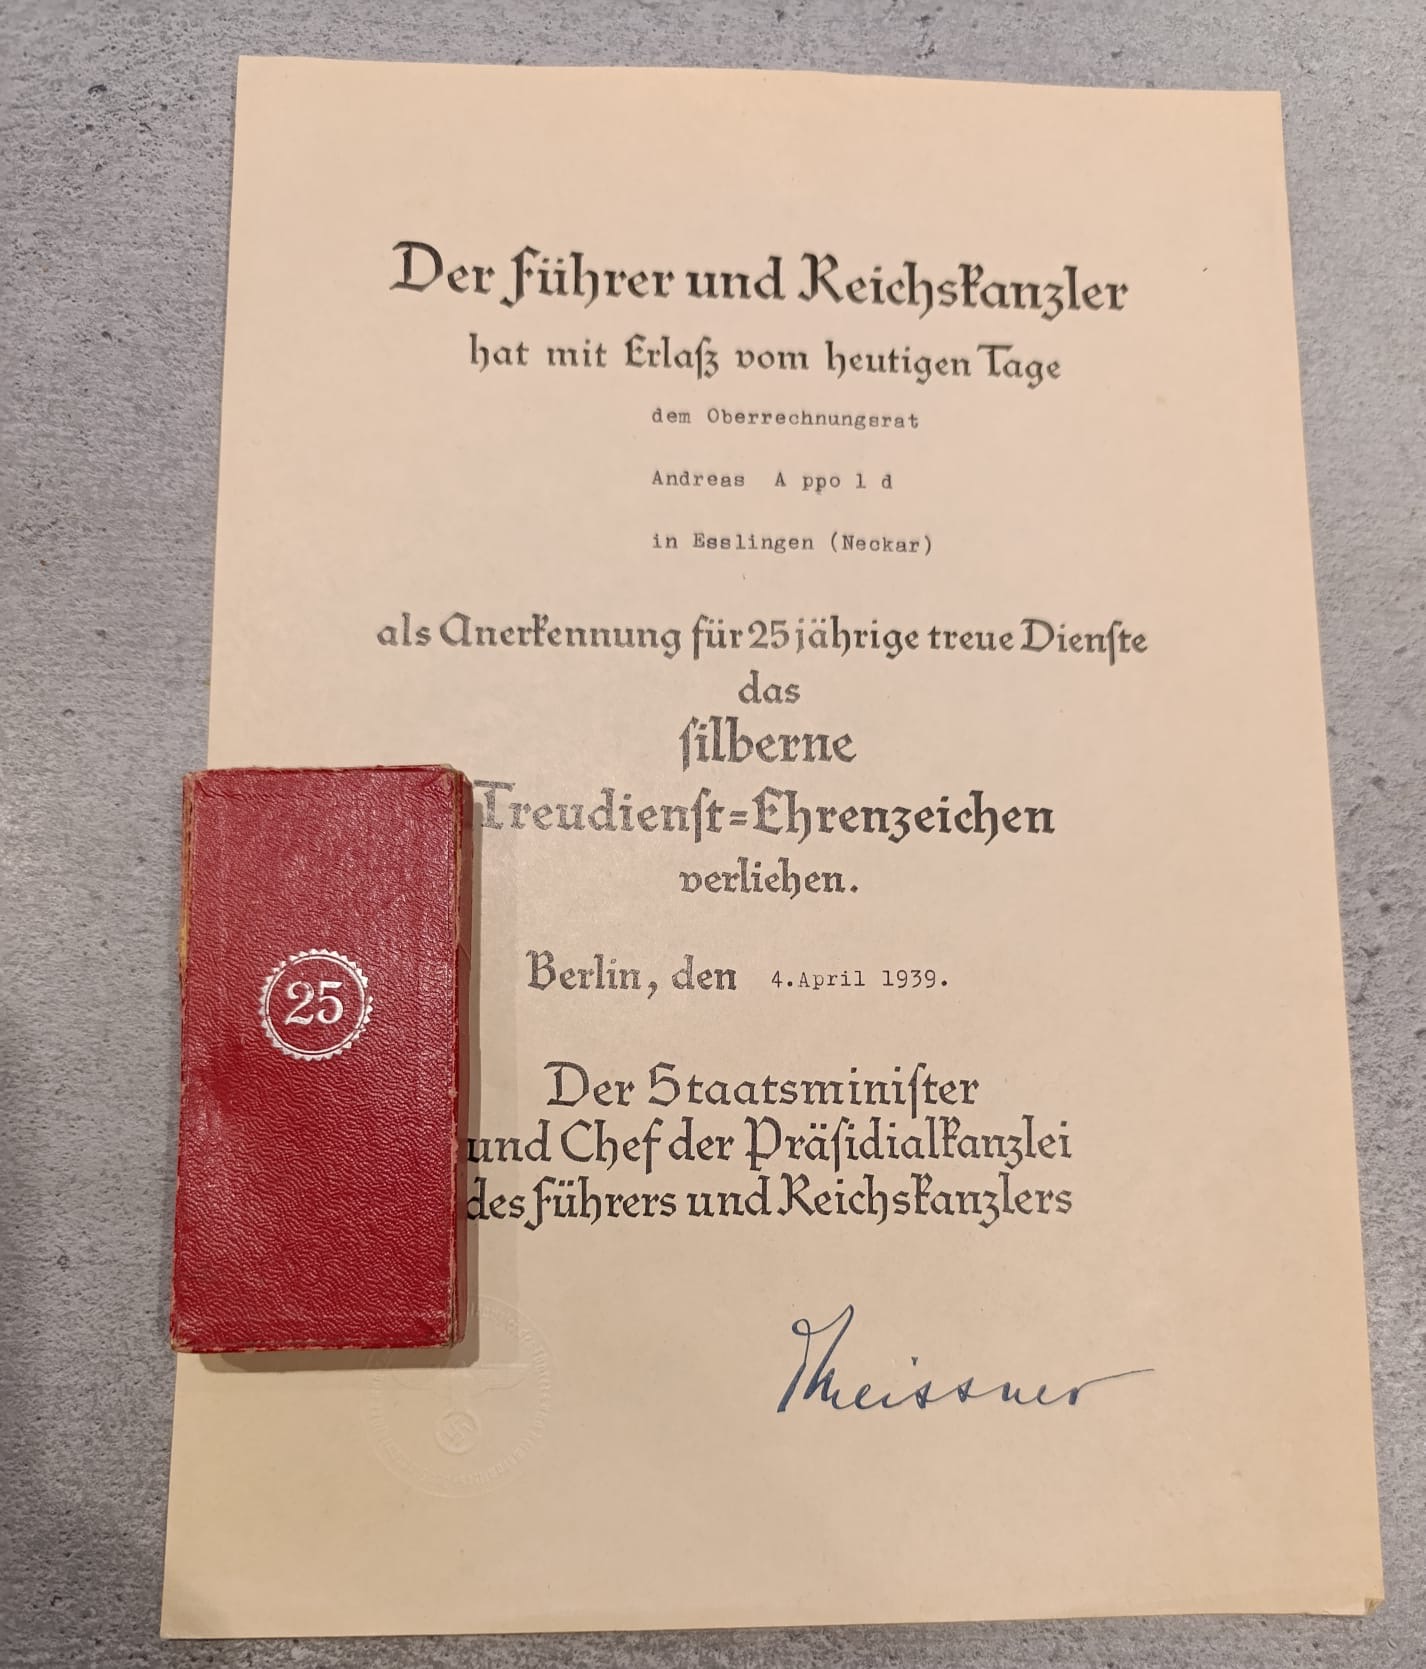 Der Führer und Reichskanzler
hat mit Erlaß vom heutigen Tage
dem Oberrechnungsrat
Andreas A ppo l d
in Esslingen (Neckar)
als Anerkennung für 25jährige treue Dienste
das
silberne
Treudienst=Ehrenzeichen
verliehen.
Berlin, den 4.April 1939.
Der Staatsminister
und Chef der Präsidialkanzlei
des Führers und Reichskanzlers
Meissner
25